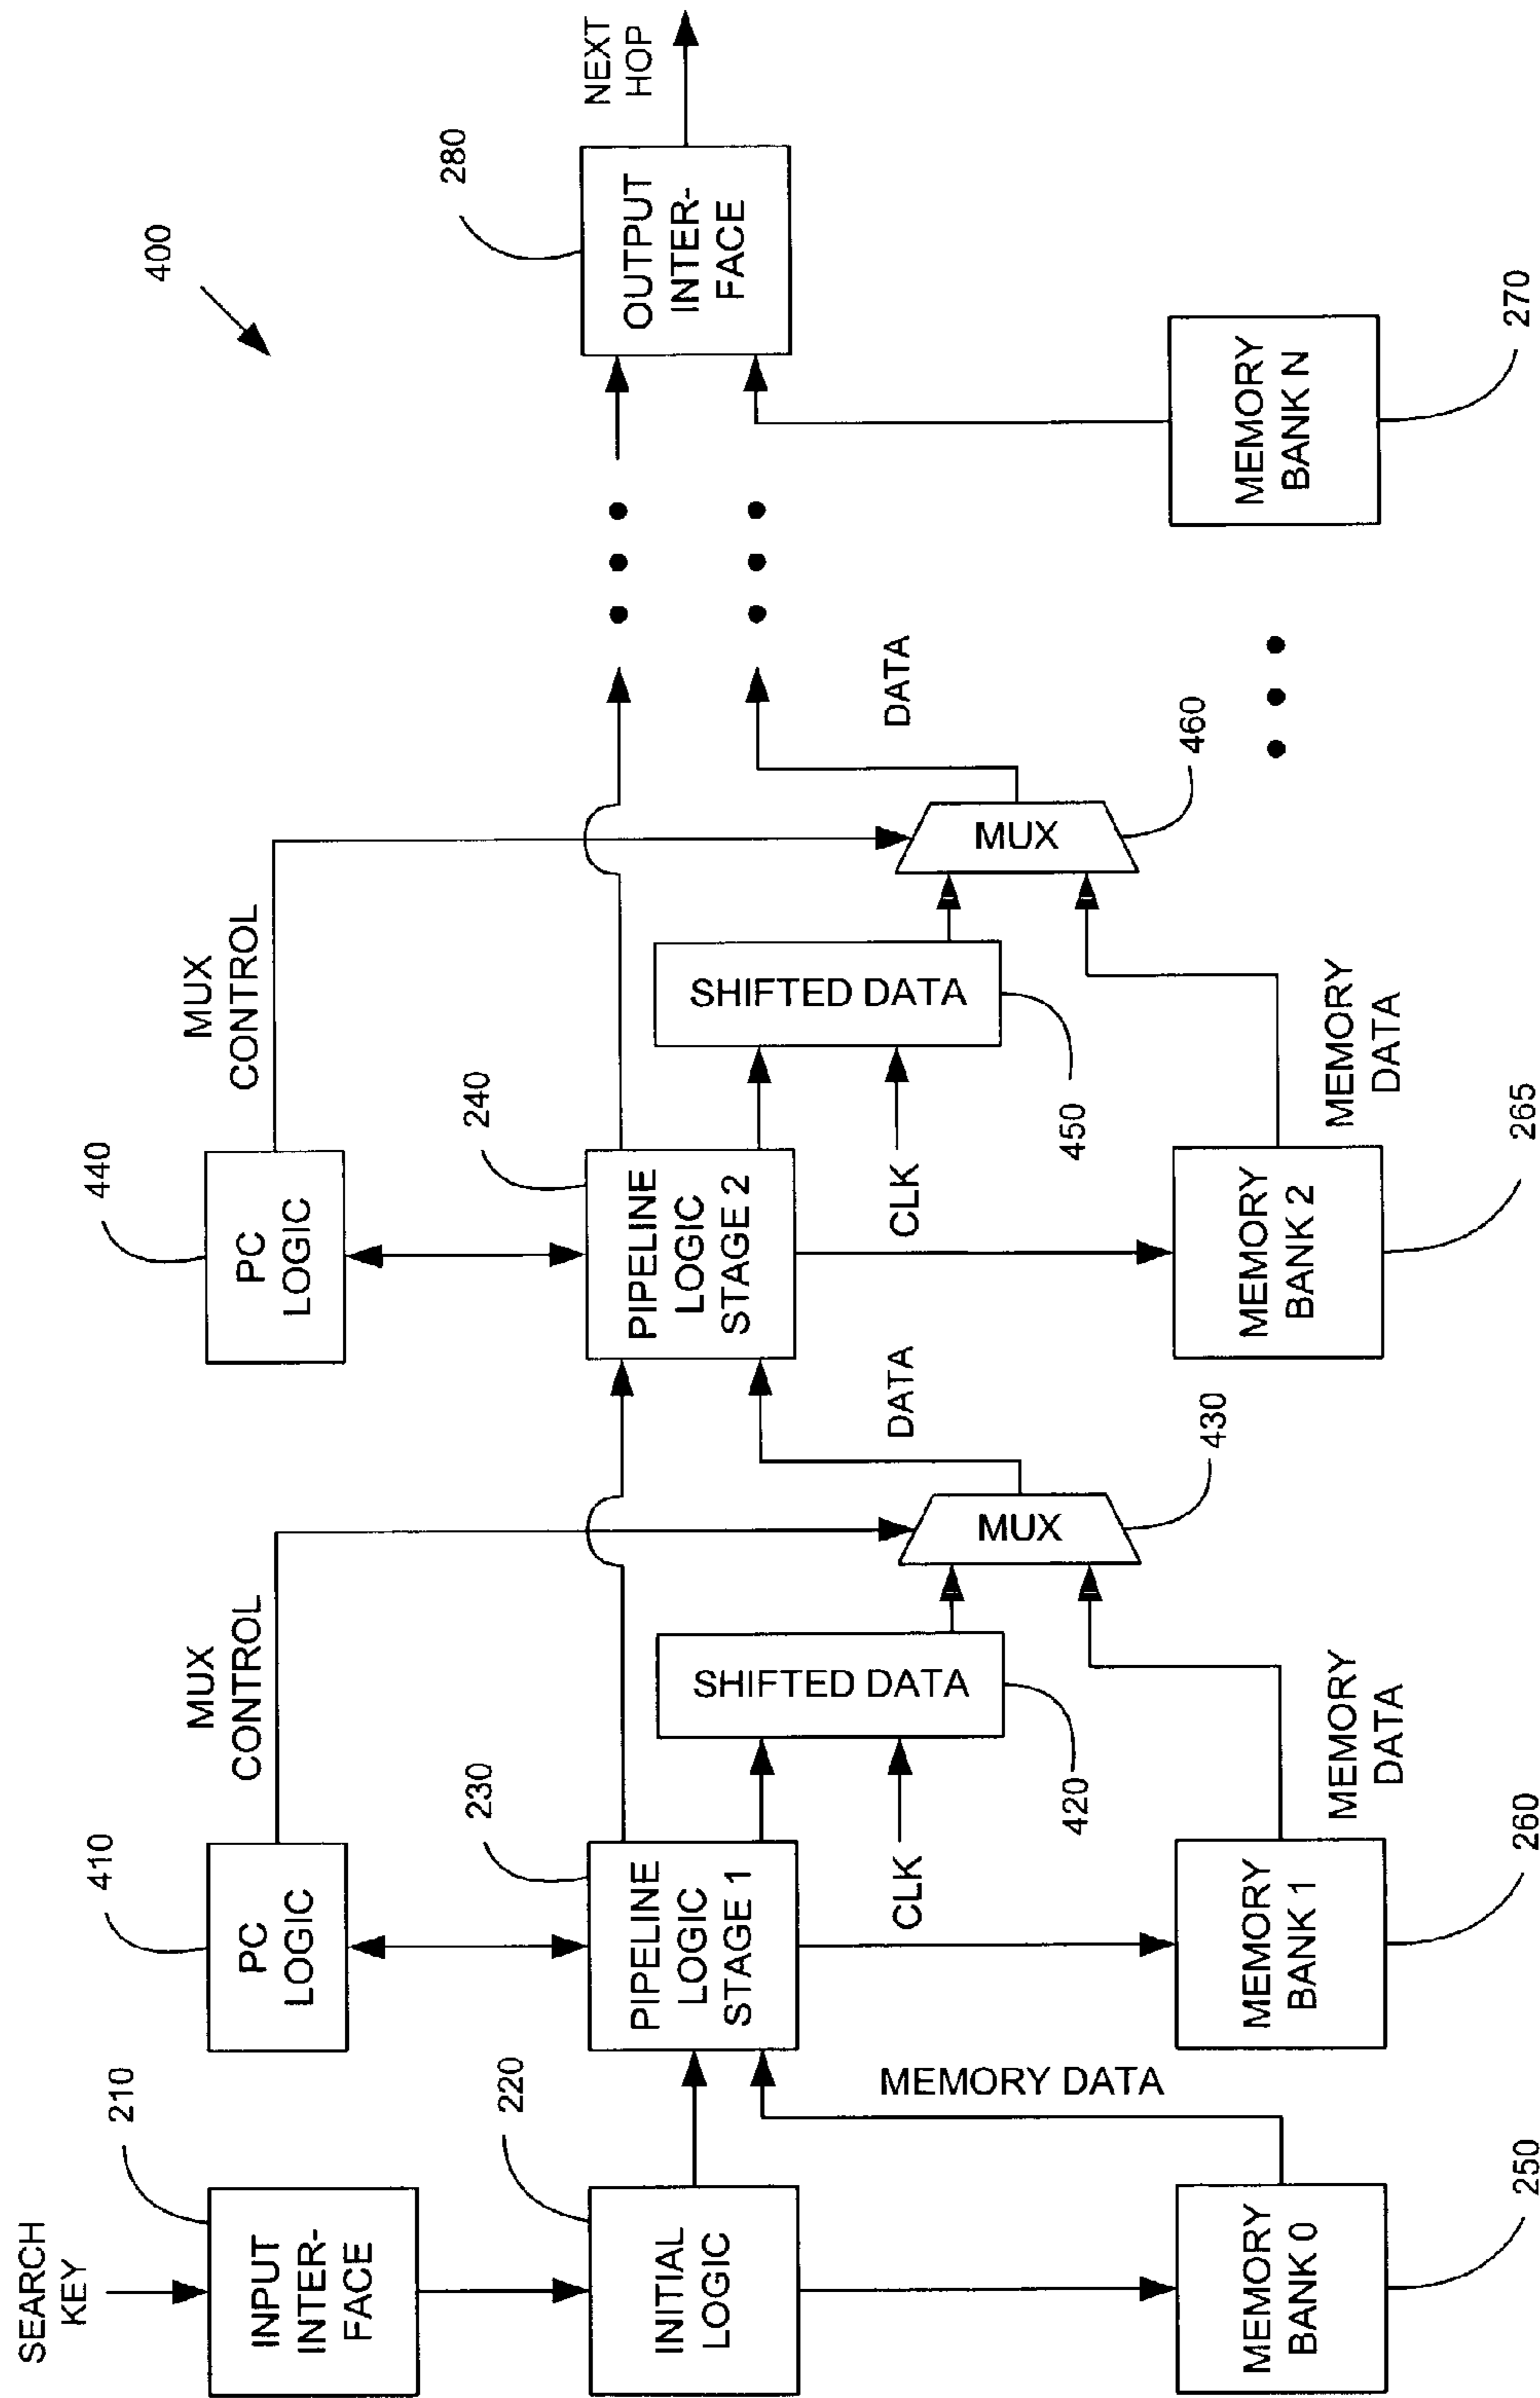 400
SEARCH
KEY
210
INPUT
INTER-
FACE
220
INITIAL
LOGIC
MEMORY
BANK 0
250
MEMORY DATA
410
PC
LOGIC
MUX
CONTROL
230
PIPELINE
LOGIC
STAGE 1
CLK
SHIFTED DATA
420
MUX
430
DATA
MEMORY
BANK 1
260
MEMORY
DATA
440
PC
LOGIC
MUX
CONTROL
240
PIPELINE
LOGIC
STAGE 2
CLK
SHIFTED DATA
450
MUX
460
DATA
MEMORY
BANK 2
265
MEMORY
DATA
280
OUTPUT
INTER-
FACE
NEXT
HOP
MEMORY
BANK N
270